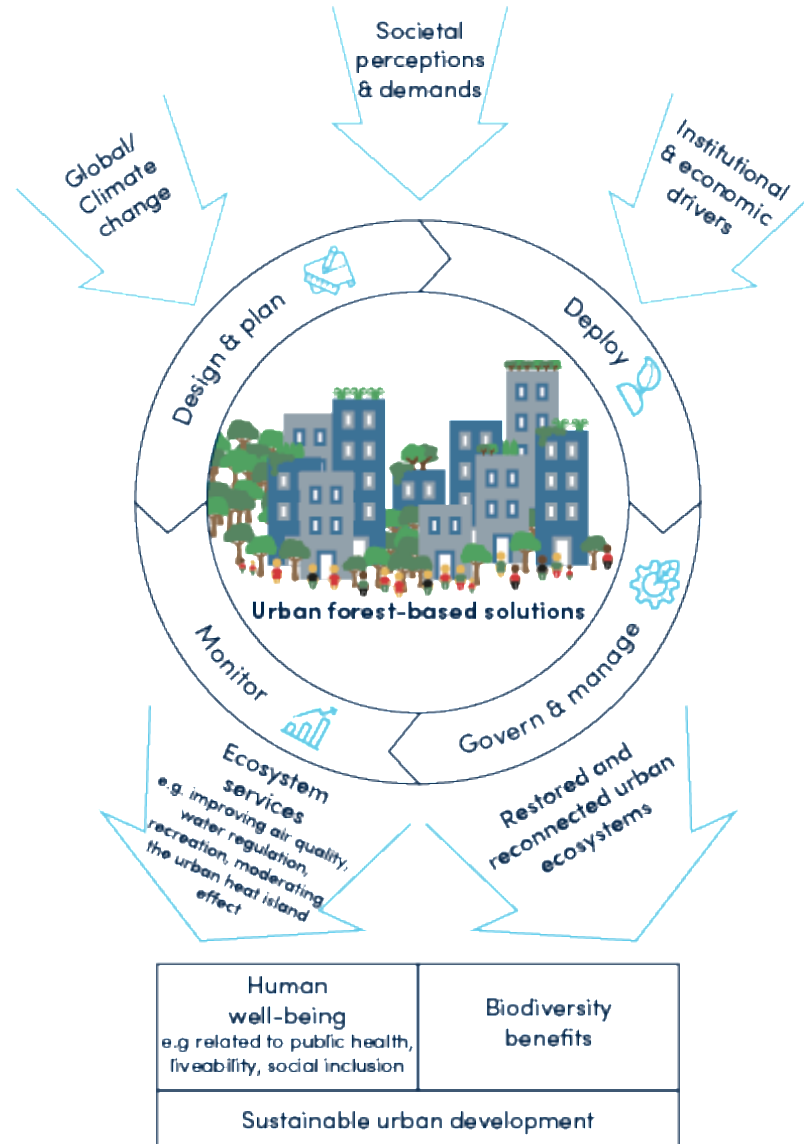 Societal
perceptions
& demands
Global/
Climate
change
Institutional
& economic
drivers
Design & plan
Deploy
Urban forest-based solutions
Monitor
Govern & manage
Ecosystem
services
e.g. improving air quality,
water regulation,
recreation, moderating
the urban heat island
effect
Restored and
reconnected urban
ecosystems
Human
well-being
e.g related to public health,
liveability, social inclusion
Biodiversity
benefits
Sustainable urban development